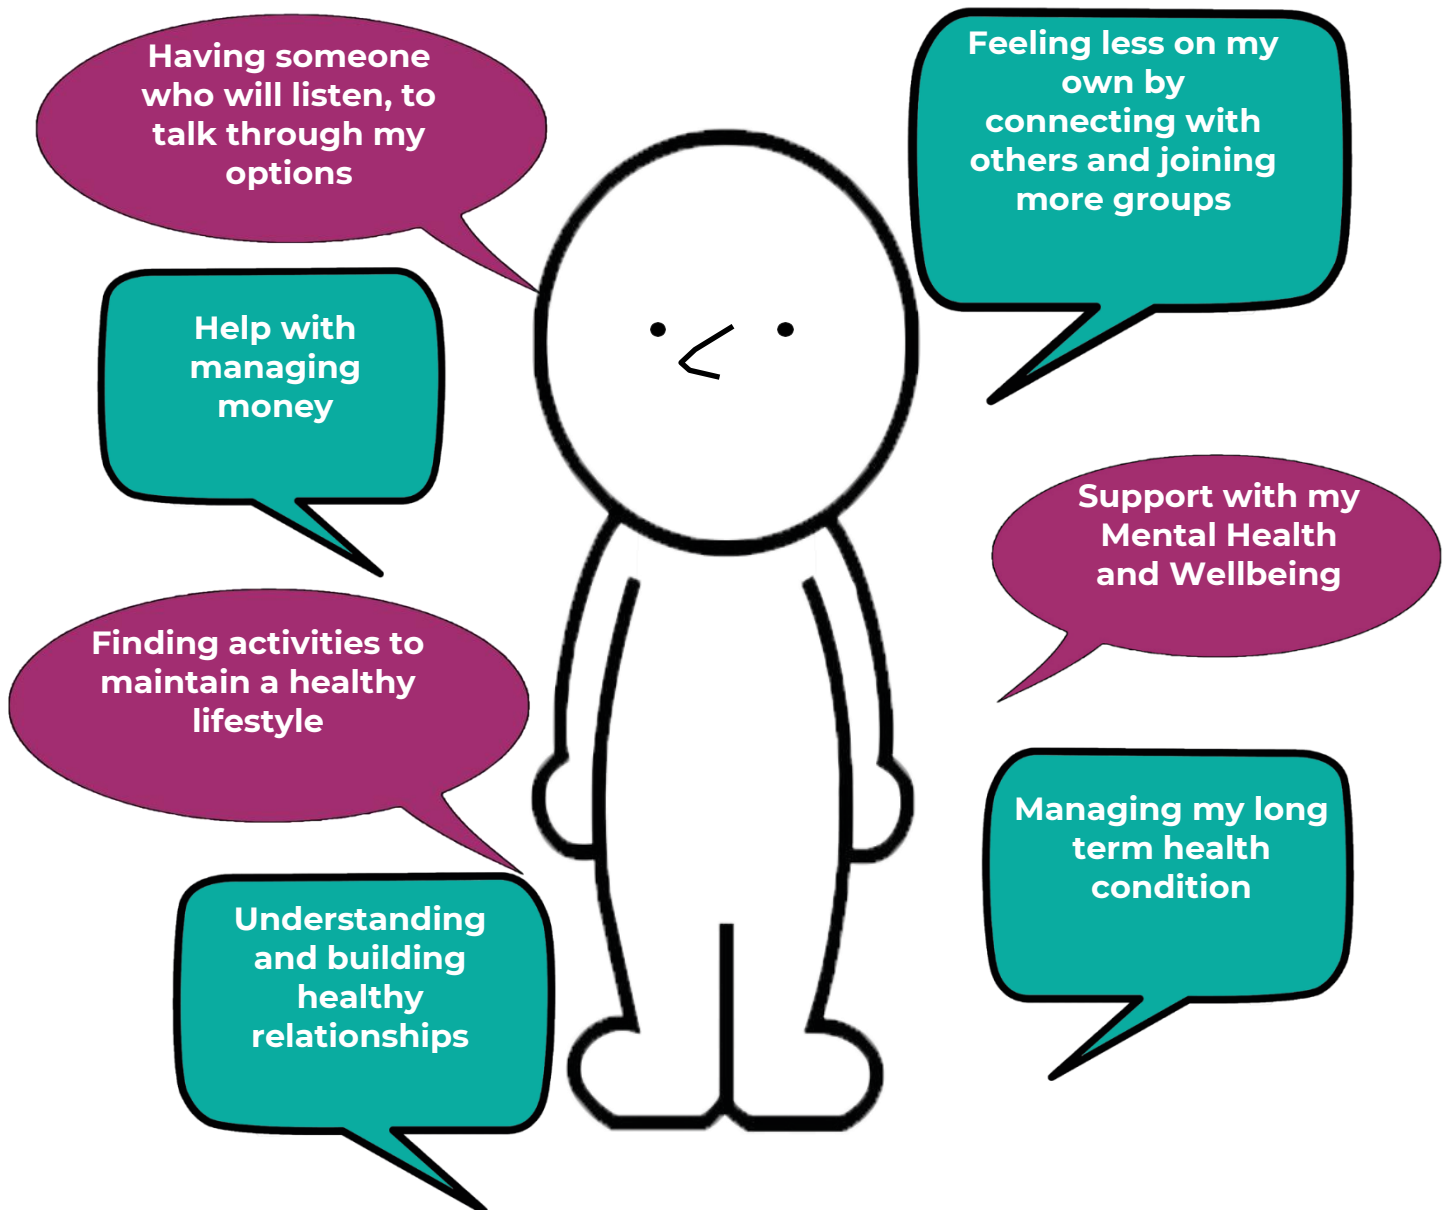 Having someone
who will listen, to
talk through my
options
Feeling less on my
own by
connecting with
others and joining
more groups
Help with
managing
money
Support with my
Mental Health
and Wellbeing
Finding activities to
maintain a healthy
lifestyle
Managing my long
term health
condition
Understanding
and building
healthy
relationships